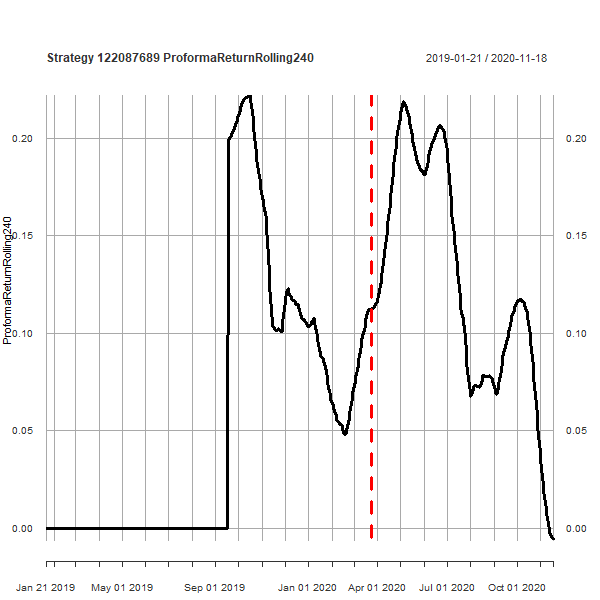 Strategy 122087689 ProformaReturnRolling240
2019-01-21 / 2020-11-18
ProformaReturnRolling240
0.20 0.20
0.15 0.15
0.10 0.10
0.05 0.05
0.00 0.00
Jan 21 2019 May 01 2019 Sep 01 2019 Jan 01 2020 Apr 01 2020 Jul 01 2020 Oct 01 2020